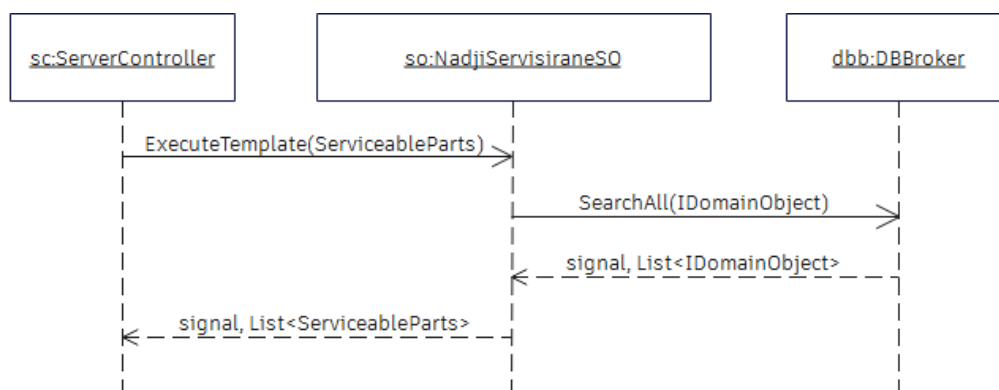 sc:ServerController
so:NadjiServisiraneSO
dbb:DBBroker
ExecuteTemplate(ServiceableParts)
SearchAll(IDomainObject)
signal, List<IDomainObject>
signal, List<ServiceableParts>